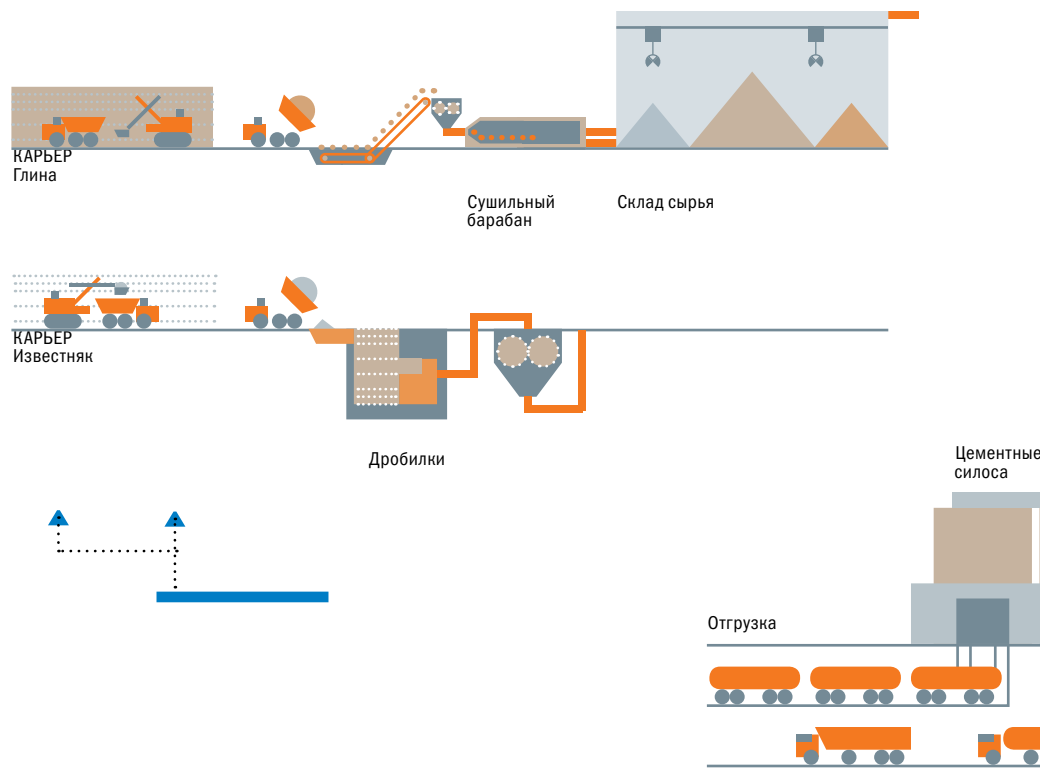 КАРЬЕР
Глина
Сушильный
барабан
Склад сырья
КАРЬЕР
Известняк
Дробилки
Цементные
силоса
Отгрузка